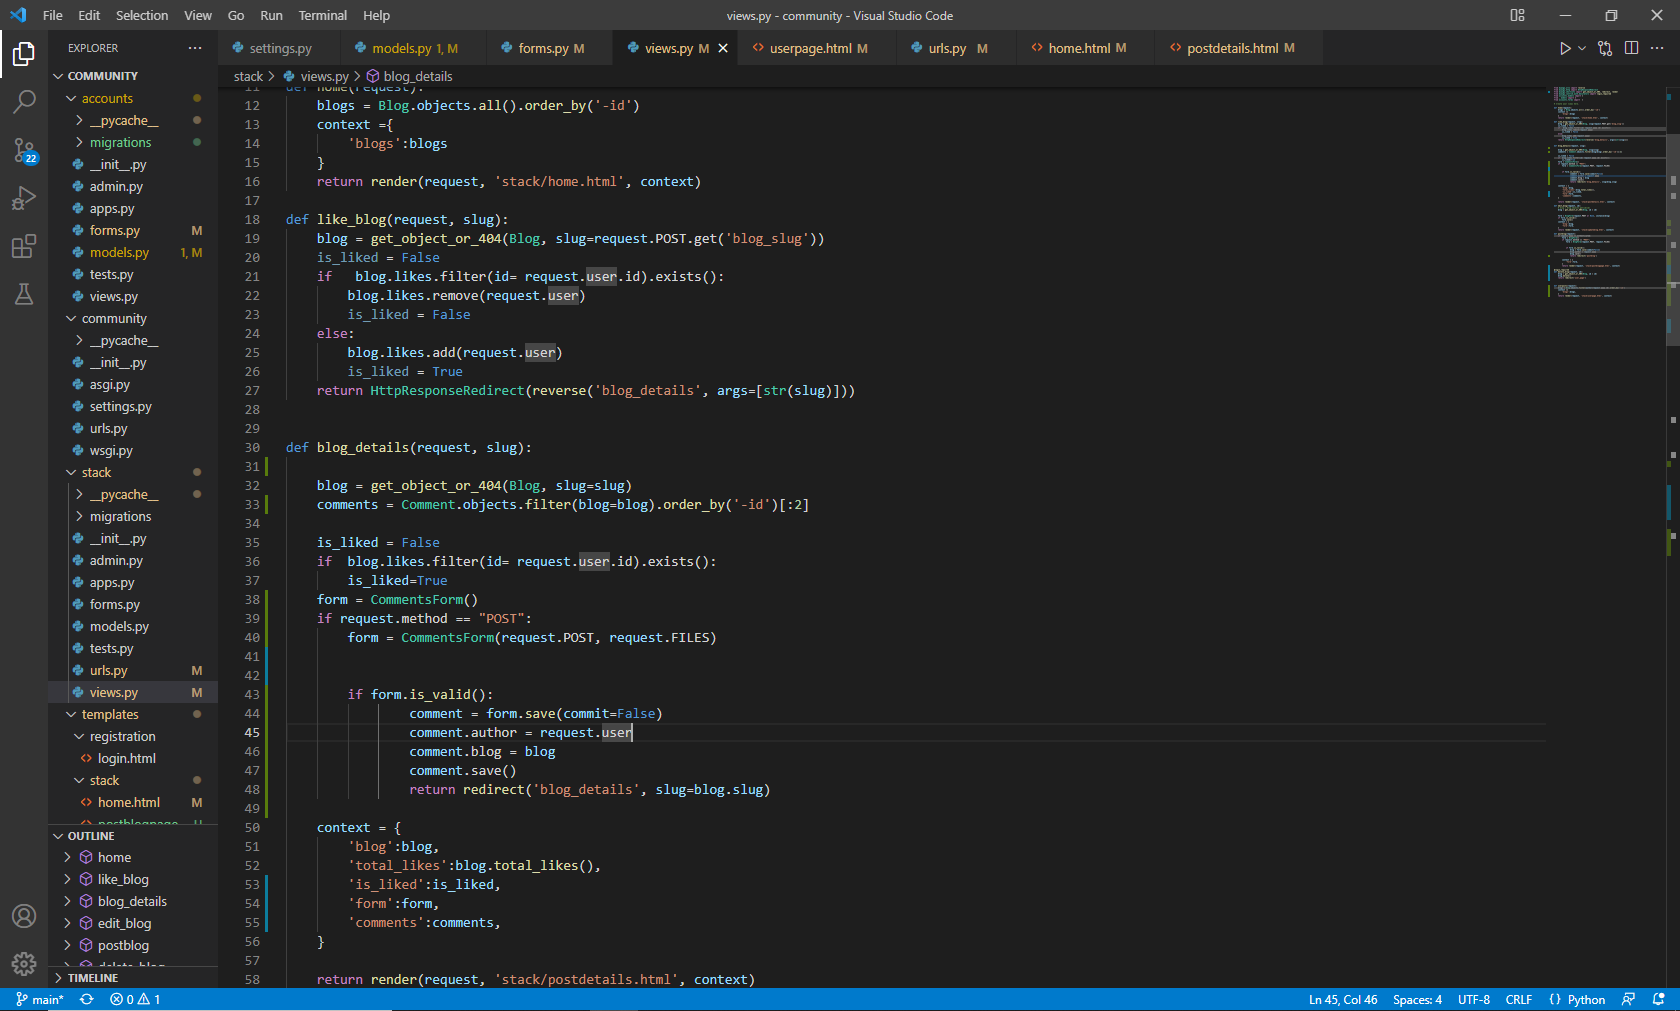 File Edit Selection View Go Run Terminal Help views.py - community - Visual Studio Code
EXPLORER ···
settings.py models.py 1, M forms.py M views.py M userpage.html M urls.py M home.html M postdetails.html M
stack > views.py > blog_details
COMMUNITY
accounts
__pycache__
migrations
__init__.py
admin.py
apps.py
forms.py M
models.py 1, M
tests.py
views.py
community
__pycache__
__init__.py
asgi.py
settings.py
urls.py
wsgi.py
stack
__pycache__
migrations
__init__.py
admin.py
apps.py
forms.py
models.py
tests.py
urls.py M
views.py M
templates
registration
login.html
stack
home.html M
postblogpage U
OUTLINE
home
like_blog
blog_details
edit_blog
postblog
delete_blog
TIMELINE
22
11 def home(request):
12 blogs = Blog.objects.all().order_by('-id')
13 context ={
14 'blogs':blogs
15 }
16 return render(request, 'stack/home.html', context)
17
18 def like_blog(request, slug):
19 blog = get_object_or_404(Blog, slug=request.POST.get('blog_slug'))
20 is_liked = False
21 if blog.likes.filter(id= request.user.id).exists():
22 blog.likes.remove(request.user)
23 is_liked = False
24 else:
25 blog.likes.add(request.user)
26 is_liked = True
27 return HttpResponseRedirect(reverse('blog_details', args=[str(slug)]))
28
29
30 def blog_details(request, slug):
31
32 blog = get_object_or_404(Blog, slug=slug)
33 comments = Comment.objects.filter(blog=blog).order_by('-id')[:2]
34
35 is_liked = False
36 if blog.likes.filter(id= request.user.id).exists():
37 is_liked=True
38 form = CommentsForm()
39 if request.method == "POST":
40 form = CommentsForm(request.POST, request.FILES)
41
42
43 if form.is_valid():
44 comment = form.save(commit=False)
45 comment.author = request.user
46 comment.blog = blog
47 comment.save()
48 return redirect('blog_details', slug=blog.slug)
49
50 context = {
51 'blog':blog,
52 'total_likes':blog.total_likes(),
53 'is_liked':is_liked,
54 'form':form,
55 'comments':comments,
56 }
57
58 return render(request, 'stack/postdetails.html', context)
main* 0 1 Ln 45, Col 46 Spaces: 4 UTF-8 CRLF {} Python